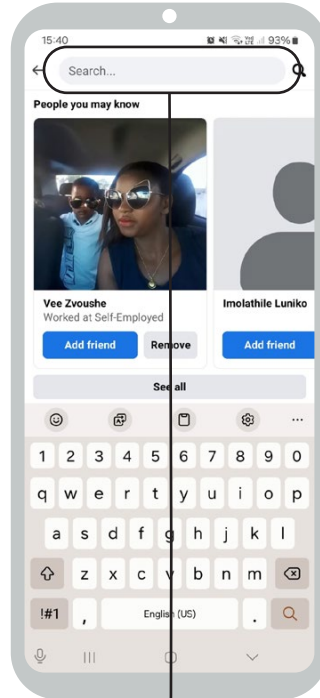 15:40 93%
Search...
People you may know
Vee Zvoushe
Worked at Self-Employed
Add friend Remove
Imolathile Luniko
Add friend
See all
1 2 3 4 5 6 7 8 9 0
q w e r t y u i o p
a s d f g h j k l
z x c v b n m
!#1 , English (US) .